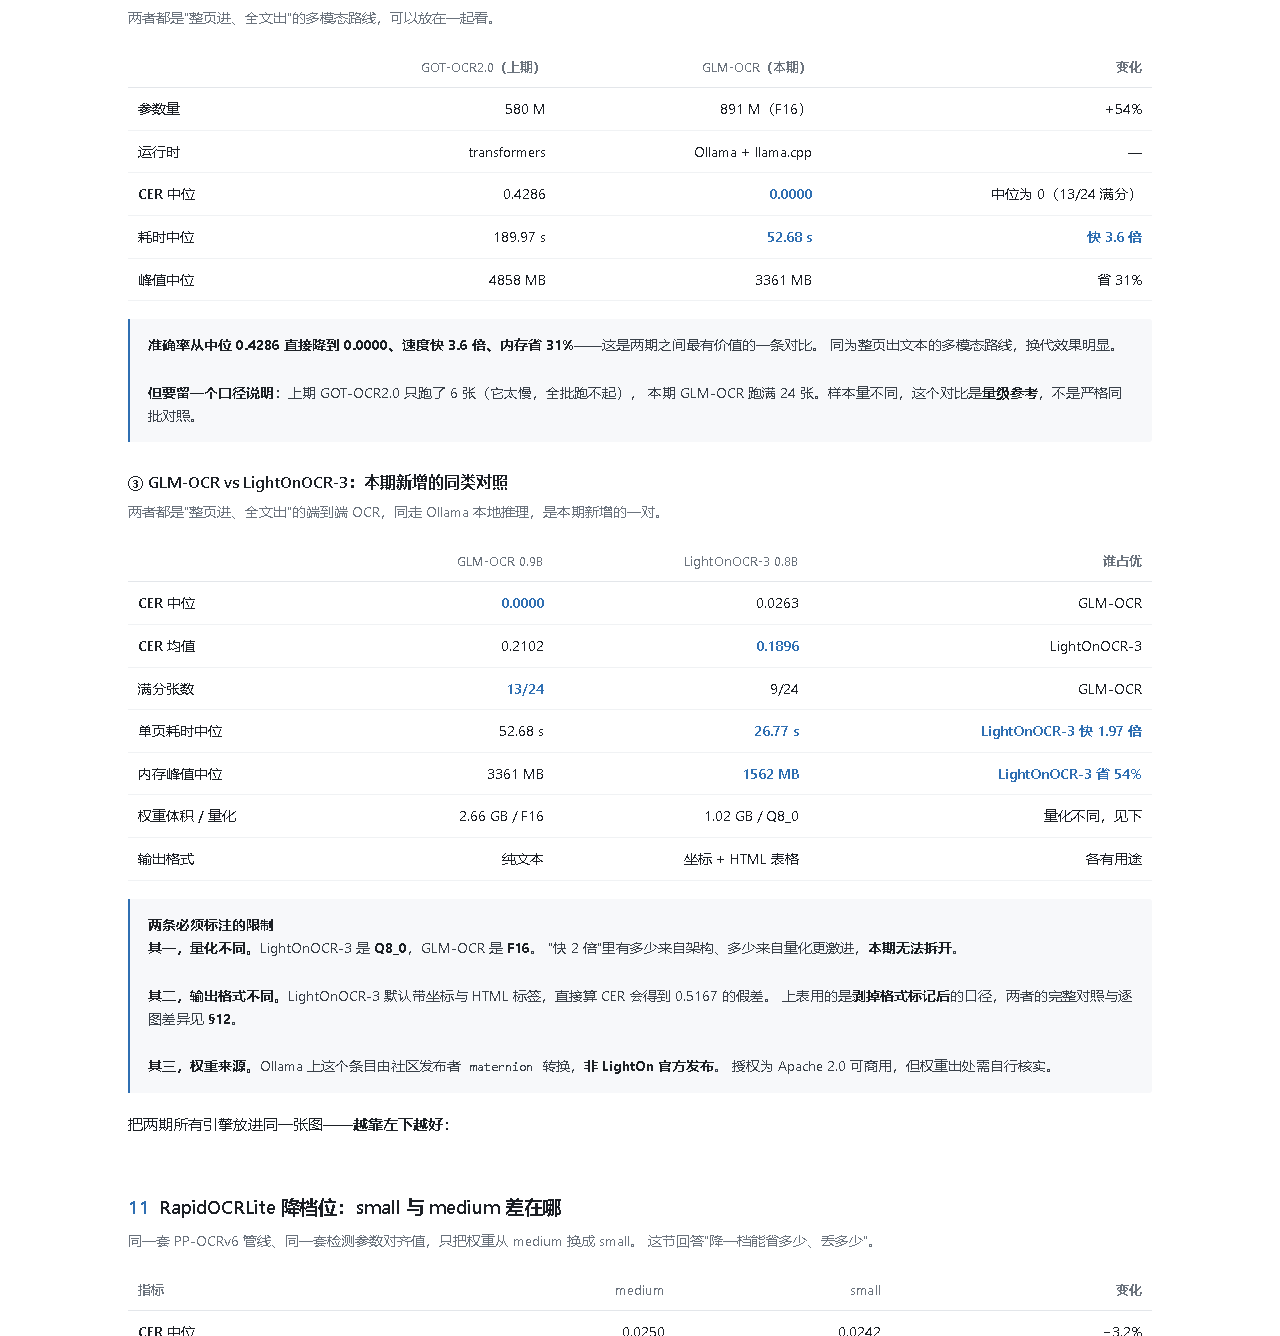 两者都是"整页进、全文出"的多模态路线，可以放在一起看。
GOT-OCR2.0（上期） GLM-OCR（本期） 变化
参数量 580 M 891 M（F16） +54%
运行时 transformers Ollama + llama.cpp —
CER 中位 0.4286 0.0000 中位为 0（13/24 满分）
耗时中位 189.97 s 52.68 s 快 3.6 倍
峰值中位 4858 MB 3361 MB 省 31%
准确率从中位 0.4286 直接降到 0.0000、速度快 3.6 倍、内存省 31%——这是两期之间最有价值的一条对比。 同为整页出文本的多模态路线，换代效果明显。
但要留一个口径说明：上期 GOT-OCR2.0 只跑了 6 张（它太慢，全批跑不起）， 本期 GLM-OCR 跑满 24 张。样本量不同，这个对比是量级参考，不是严格同
批对照。
③ GLM-OCR vs LightOnOCR-3：本期新增的同类对照
两者都是"整页进、全文出"的端到端 OCR，同走 Ollama 本地推理，是本期新增的一对。
GLM-OCR 0.9B LightOnOCR-3 0.8B 谁占优
CER 中位 0.0000 0.0263 GLM-OCR
CER 均值 0.2102 0.1896 LightOnOCR-3
满分张数 13/24 9/24 GLM-OCR
单页耗时中位 52.68 s 26.77 s LightOnOCR-3 快 1.97 倍
内存峰值中位 3361 MB 1562 MB LightOnOCR-3 省 54%
权重体积 / 量化 2.66 GB / F16 1.02 GB / Q8_0 量化不同，见下
输出格式 纯文本 坐标 + HTML 表格 各有用途
两条必须标注的限制
其一，量化不同。LightOnOCR-3 是 Q8_0，GLM-OCR 是 F16。 "快 2 倍"里有多少来自架构、多少来自量化更激进，本期无法拆开。
其二，输出格式不同。LightOnOCR-3 默认带坐标与 HTML 标签，直接算 CER 会得到 0.5167 的假差。 上表用的是剥掉格式标记后的口径，两者的完整对照与逐
图差异见 §12。
其三，权重来源。Ollama 上这个条目由社区发布者 maternion 转换，非 LightOn 官方发布。 授权为 Apache 2.0 可商用，但权重出处需自行核实。
把两期所有引擎放进同一张图——越靠左下越好：
11 RapidOCRLite 降档位：small 与 medium 差在哪
同一套 PP-OCRv6 管线、同一套检测参数对齐值，只把权重从 medium 换成 small。 这节回答"降一档能省多少、丢多少"。
指标 medium small 变化
CER 中位 0.0250 0.0242 −3.2%